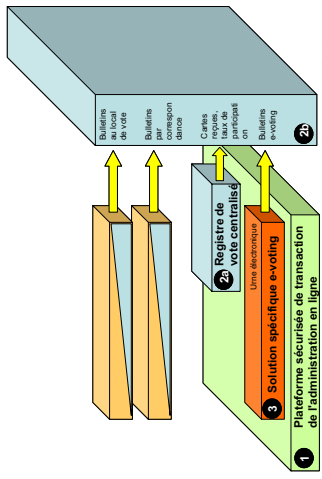 Bulletins
au local
de vote
Bulletins
par
correspon
dance
Cartes
reçues,
taux de
participati
on
Bulletins
e-voting
2b
2a
Registre de
vote centralisé
Urne électronique
3
Solution spécifique e-voting
1
Plateforme sécurisée de transaction
de l'administration en ligne